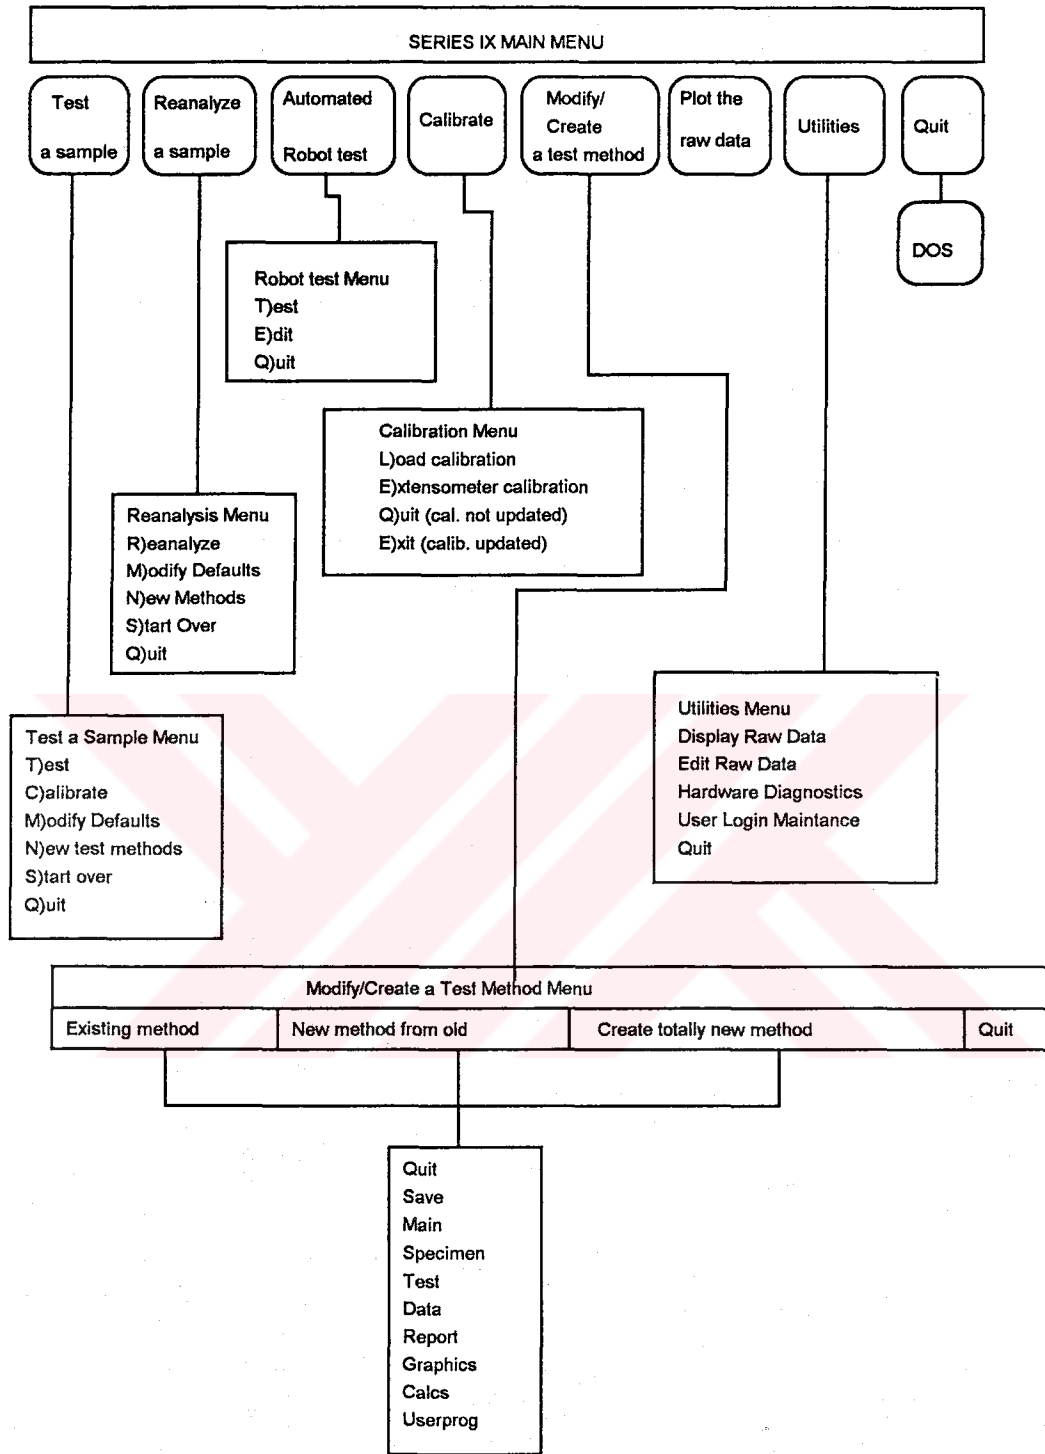 SERIES IX MAIN MENU
Test
a sample
Reanalyze
a sample
Automated
Robot test
Calibrate
Modify/
Create
a test method
Plot the
raw data
Utilities
Quit
DOS
Robot test Menu
T)est
E)dit
Q)uit
Calibration Menu
L)oad calibration
E)xtensometer calibration
Q)uit (cal. not updated)
E)xit (calib. updated)
Reanalysis Menu
R)eanalyze
M)odify Defaults
N)ew Methods
S)tart Over
Q)uit
Utilities Menu
Display Raw Data
Edit Raw Data
Hardware Diagnostics
User Login Maintance
Quit
Test a Sample Menu
T)est
C)alibrate
M)odify Defaults
N)ew test methods
S)tart over
Q)uit
Modify/Create a Test Method Menu
Existing method
New method from old
Create totally new method
Quit
Quit
Save
Main
Specimen
Test
Data
Report
Graphics
Calcs
Userprog